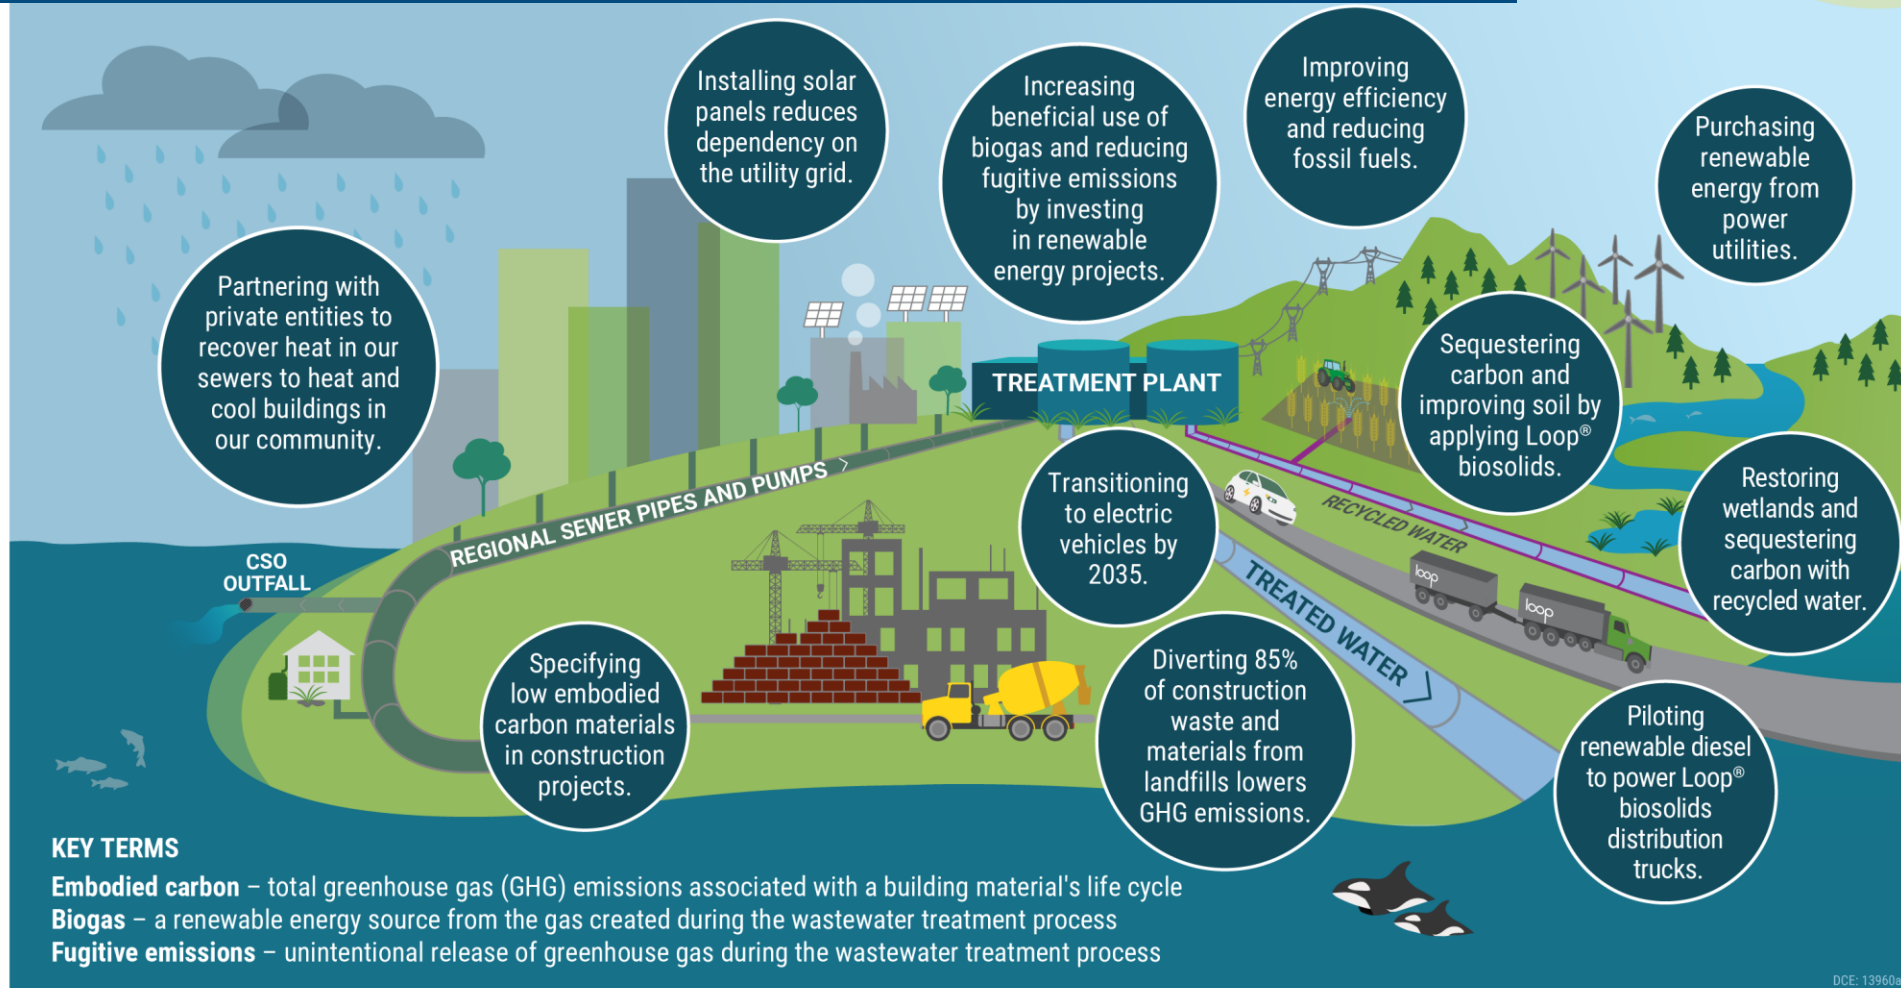 Installing solar
panels reduces
dependency on
the utility grid.
Increasing
beneficial use of
biogas and reducing
fugitive emissions
by investing
in renewable
energy projects.
Improving
energy efficiency
and reducing
fossil fuels.
Purchasing
renewable
energy from
power
utilities.
Partnering with
private entities to
recover heat in our
sewers to heat and
cool buildings in
our community.
TREATMENT PLANT
Sequestering
carbon and
improving soil by
applying Loop®
biosolids.
Restoring
wetlands and
sequestering
carbon with
recycled water.
Transitioning
to electric
vehicles by
2035.
RECYCLED WATER
REGIONAL SEWER PIPES AND PUMPS
CSO
OUTFALL
loop
loop
TREATED WATER
Specifying
low embodied
carbon materials
in construction
projects.
Diverting 85%
of construction
waste and
materials from
landfills lowers
GHG emissions.
Piloting
renewable diesel
to power Loop®
biosolids
distribution
trucks.
KEY TERMS
Embodied carbon – total greenhouse gas (GHG) emissions associated with a building material's life cycle
Biogas – a renewable energy source from the gas created during the wastewater treatment process
Fugitive emissions – unintentional release of greenhouse gas during the wastewater treatment process
DCE: 13960a